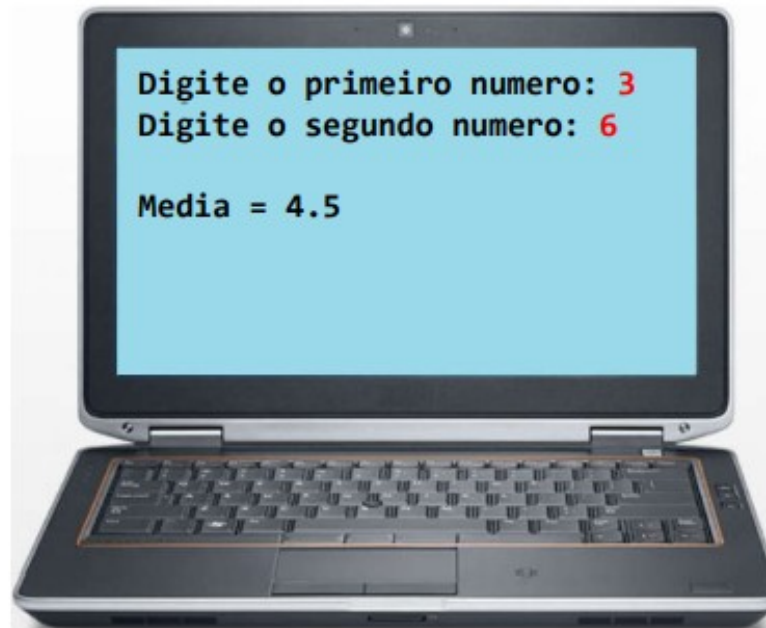 Digite o primeiro numero: 3
Digite o segundo numero: 6
Media = 4.5